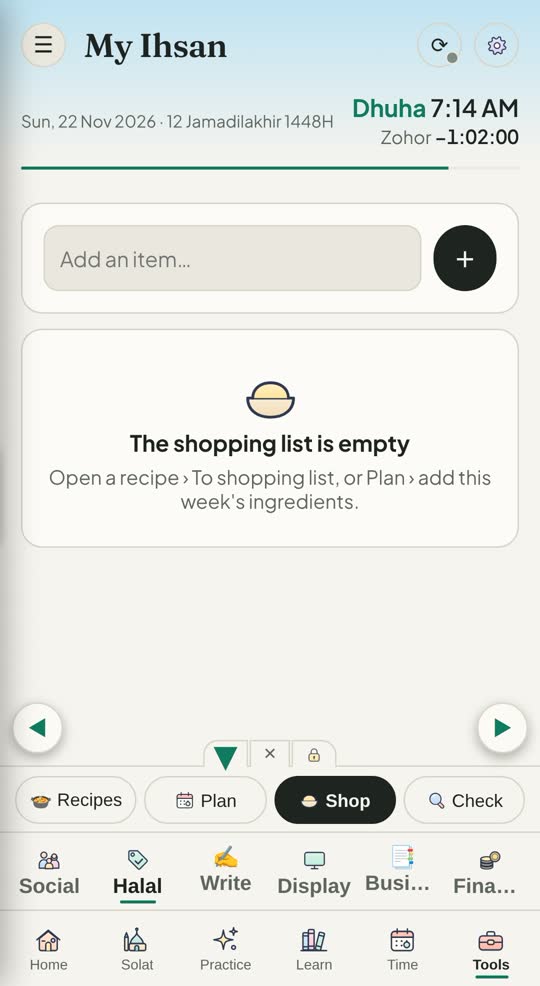 My Ihsan
Sun, 22 Nov 2026 · 12 Jamadilakhir 1448H
Dhuha 7:14 AM
Zohor −1:02:00
Add an item…
+
The shopping list is empty
Open a recipe › To shopping list, or Plan › add this
week's ingredients.
Recipes
Plan
Shop
Check
Social
Halal
Write
Display
Busi…
Fina…
Home
Solat
Practice
Learn
Time
Tools